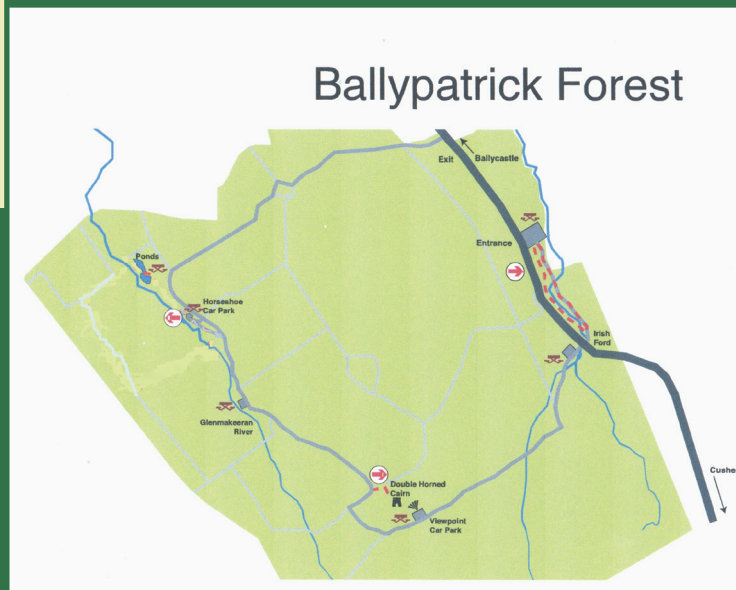 Ballypatrick Forest
Exit
Ballycastle
Entrance
Ponds
Horseshoe
Car Park
Irish
Ford
Glenmakeeran
River
Double Horned
Cairn
Viewpoint
Car Park
Cushe